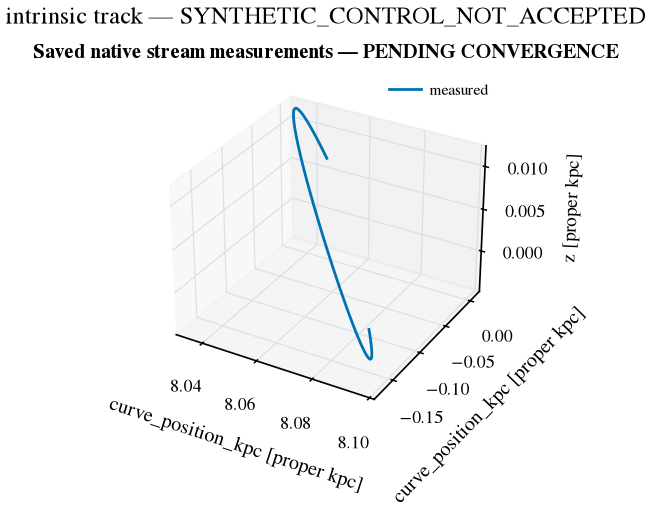 intrinsic track — SYNTHETIC_CONTROL_NOT_ACCEPTED
Saved native stream measurements — PENDING CONVERGENCE
measured
0.010
0.005
0.000
z [proper kpc]
0.00
−0.05
−0.10
−0.15
curve_position_kpc [proper kpc]
8.04
8.06
8.08
8.10
curve_position_kpc [proper kpc]